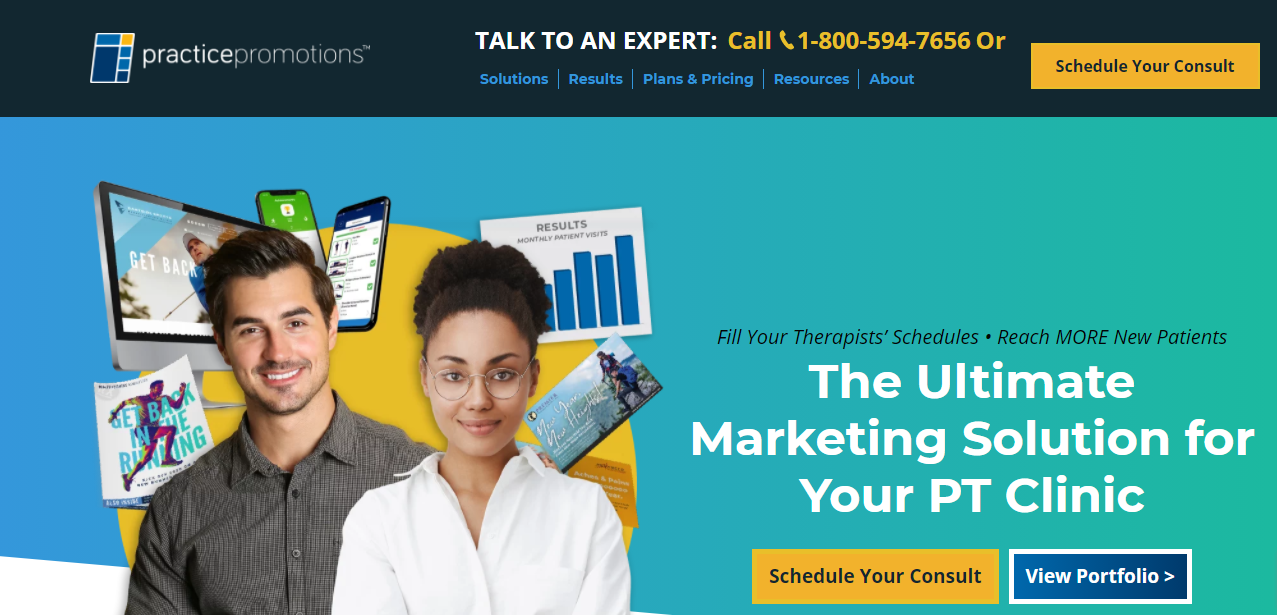 practicepromotions™
TALK TO AN EXPERT: Call 1-800-594-7656 Or
Schedule Your Consult
Solutions
Results
Plans & Pricing
Resources
About
GET BACK
RESULTS
MONTHLY PATIENT VISITS
GET BACK
IN THE
RUNNING
Fill Your Therapists’ Schedules • Reach MORE New Patients
The Ultimate
Marketing Solution for
Your PT Clinic
Schedule Your Consult
View Portfolio >